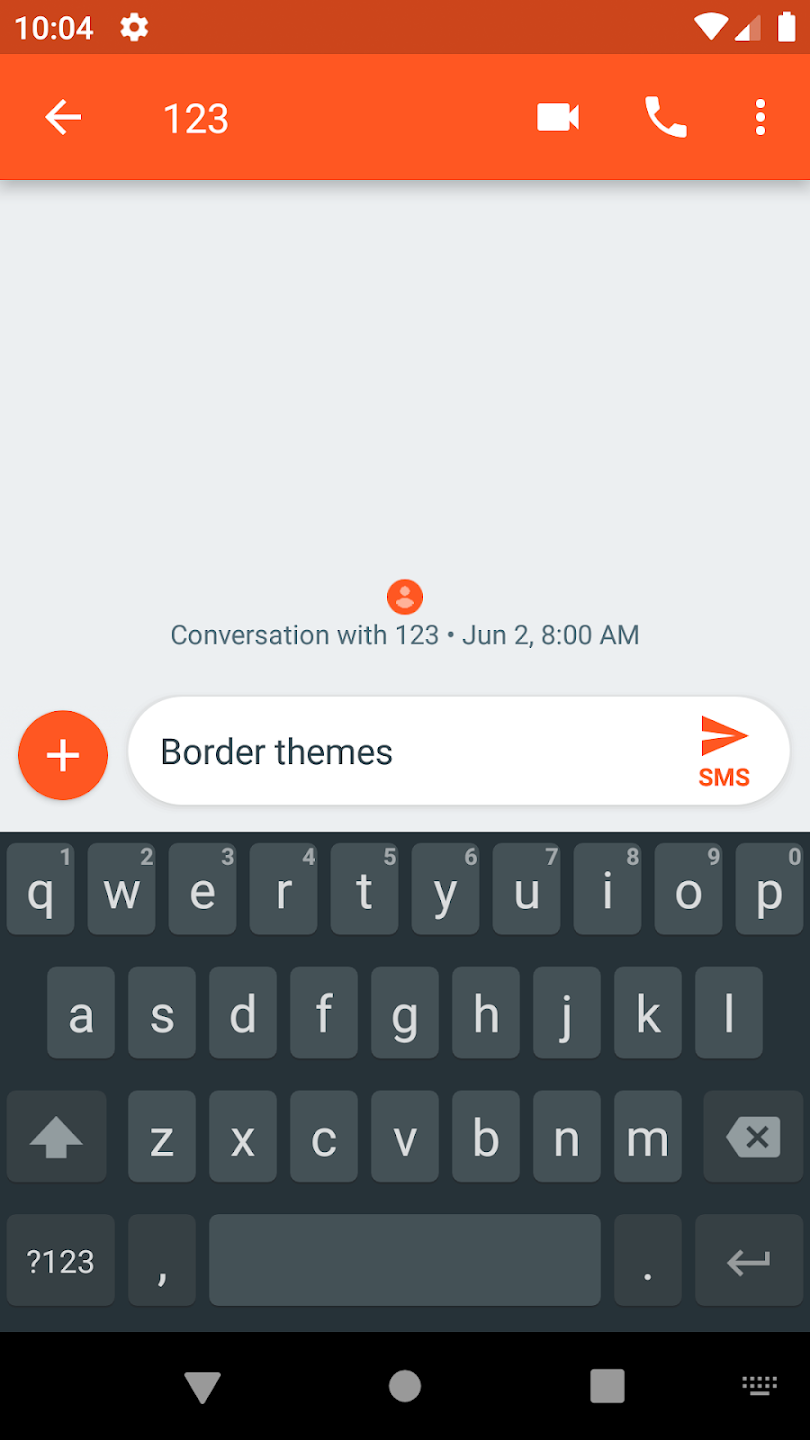 10:04
123
Conversation with 123 • Jun 2, 8:00 AM
Border themes
SMS
1 2 3 4 5 6 7 8 9 0
q w e r t y u i o p
a s d f g h j k l
z x c v b n m
?123 , .